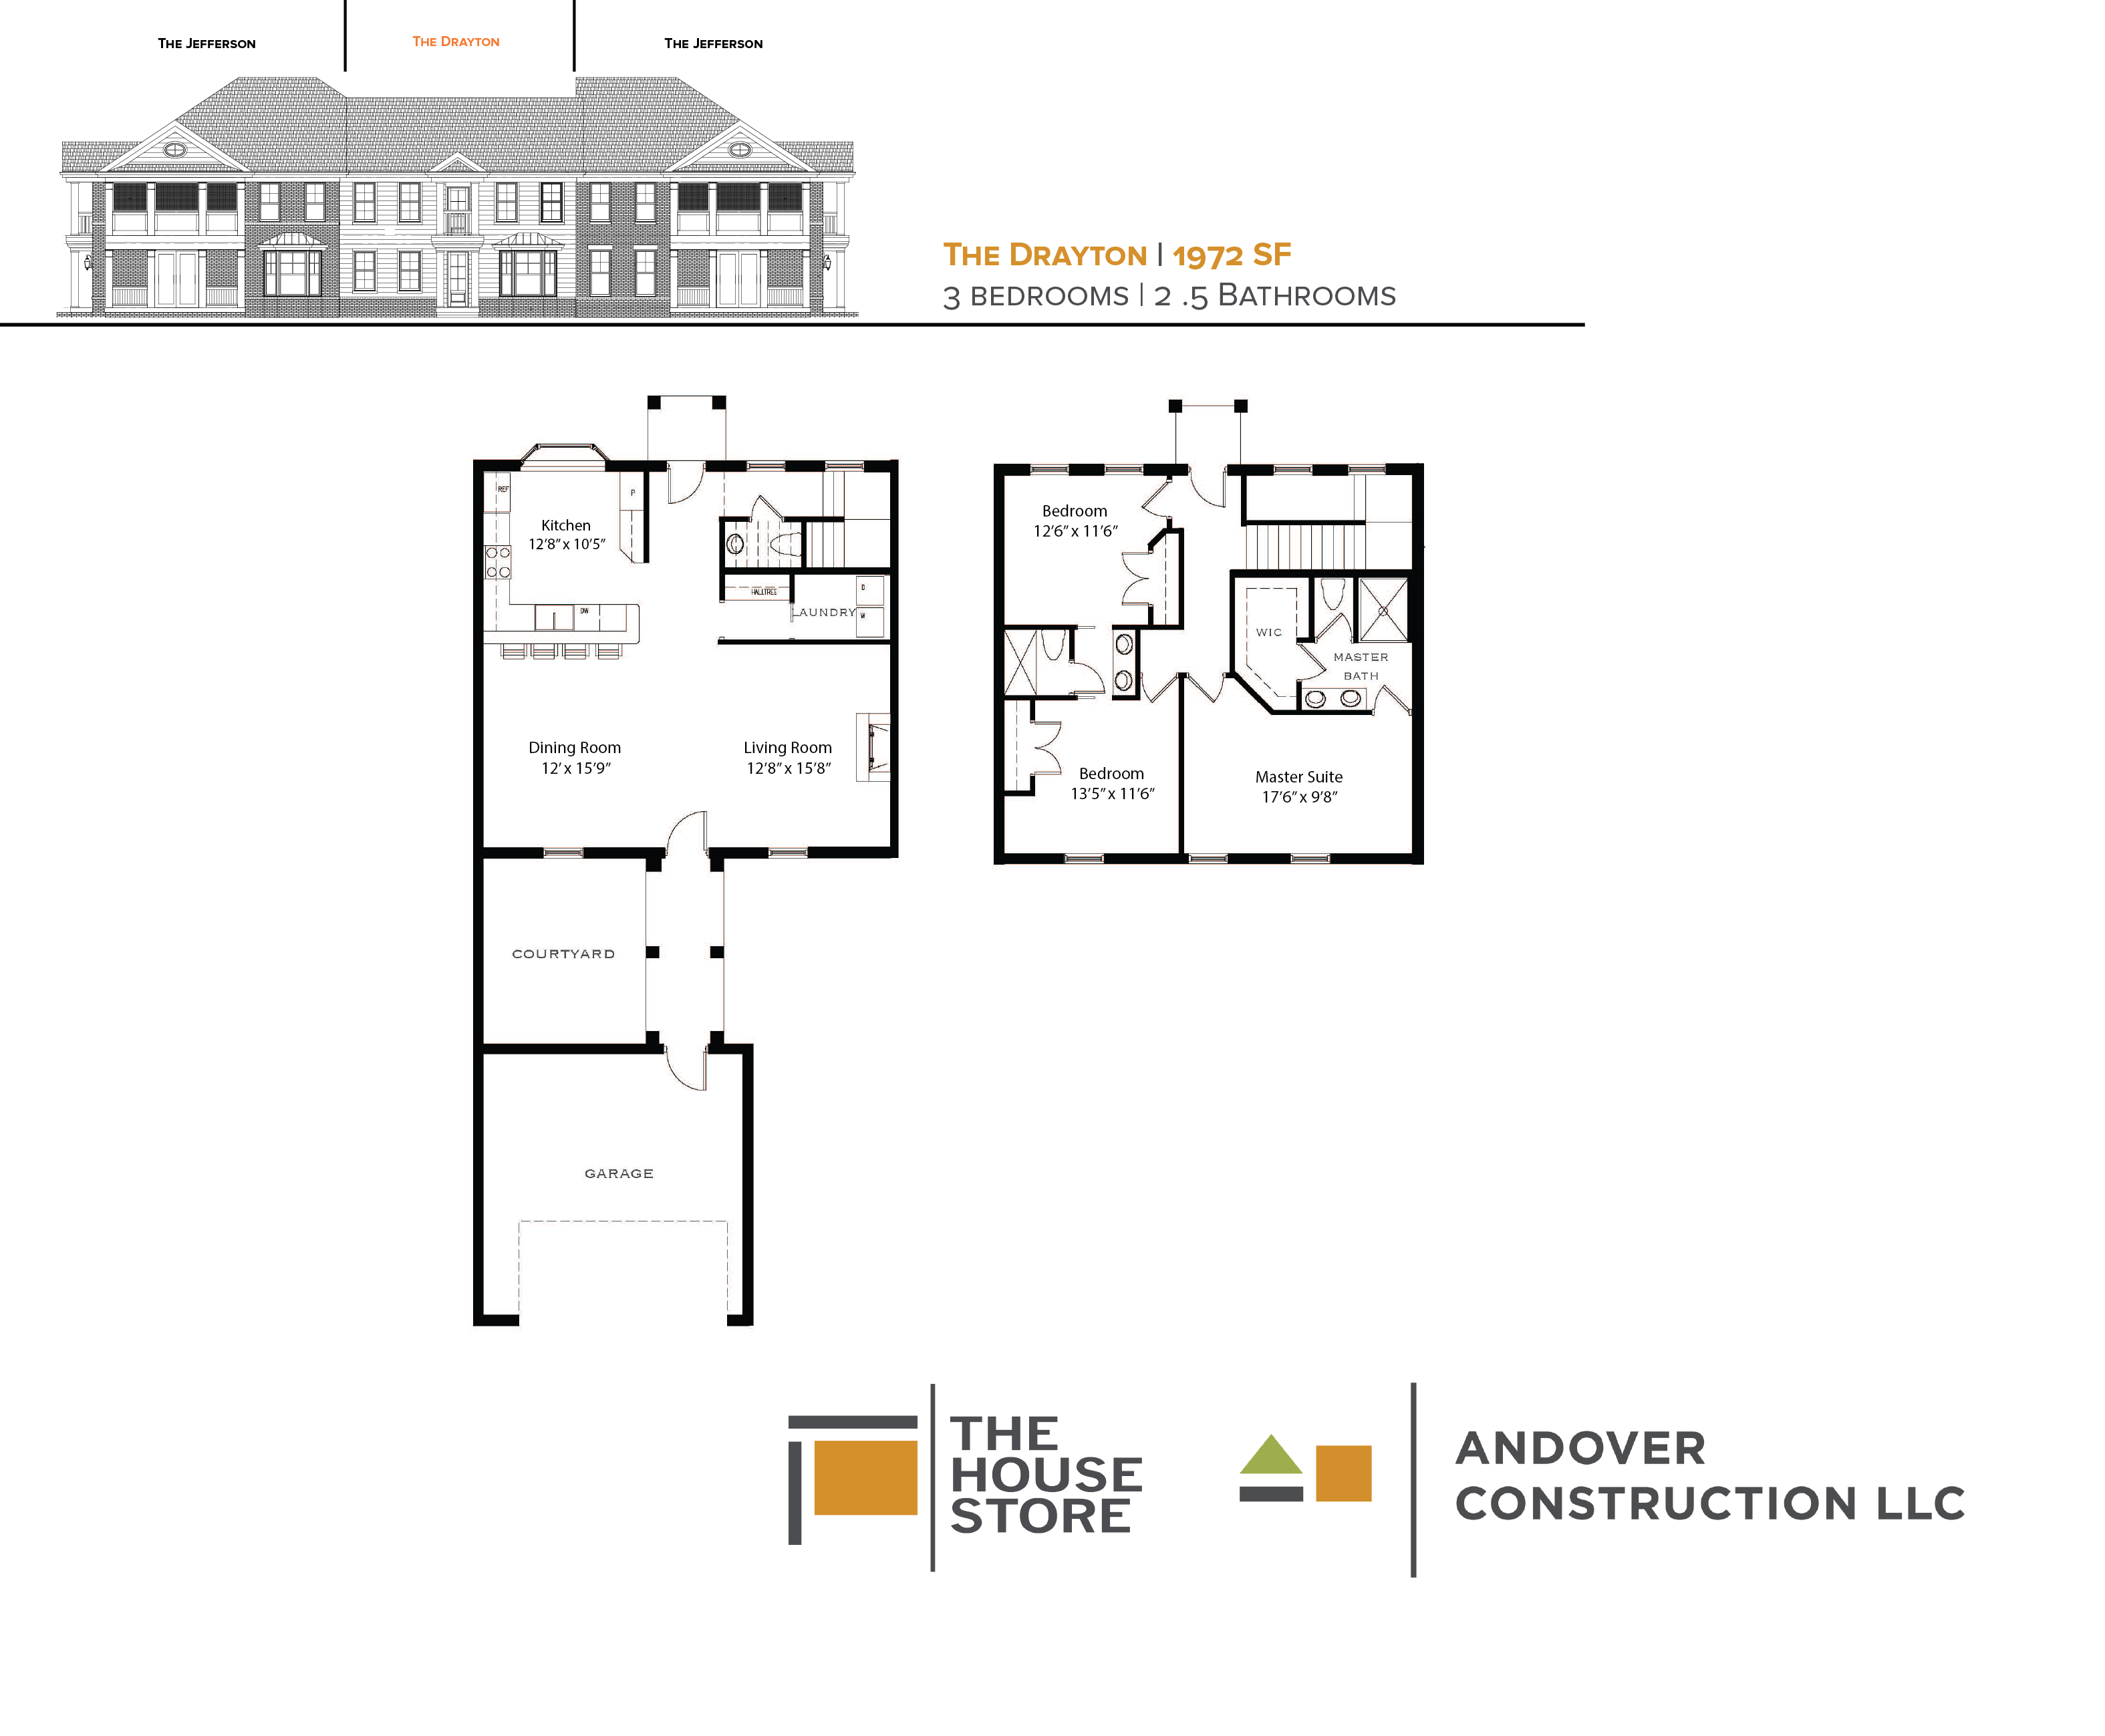 The Jefferson
The Drayton
The Jefferson
The Drayton | 1972 SF
3 bedrooms | 2 .5 Bathrooms
REF
P
Kitchen
12'8" x 10'5"
DW
HALLTREE
LAUNDRY
D
W
Dining Room
12' x 15'9"
Living Room
12'8" x 15'8"
COURTYARD
GARAGE
Bedroom
12'6" x 11'6"
WIC
MASTER
BATH
Bedroom
13'5" x 11'6"
Master Suite
17'6" x 9'8"
THE
HOUSE
STORE
ANDOVER
CONSTRUCTION LLC